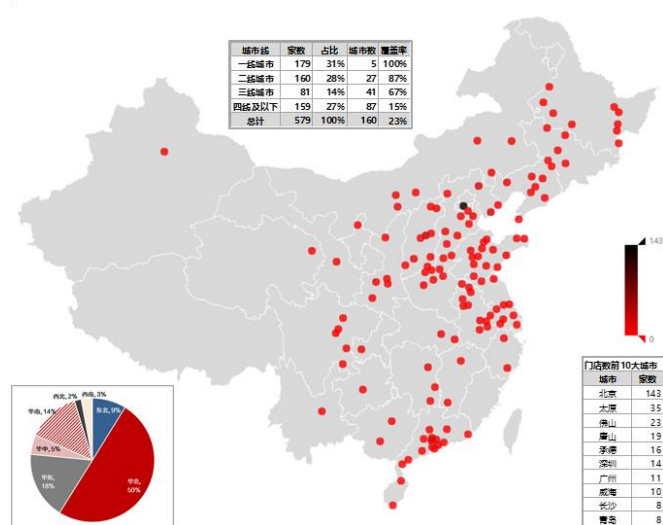 城市线 家数 占比 城市数 覆盖率
一线城市 179 31% 5 100%
二线城市 160 28% 27 87%
三线城市 81 14% 41 67%
四线及以下 159 27% 87 15%
总计 579 100% 160 23%
143
0
门店数前10大城市
城市 家数
北京 143
太原 35
佛山 23
唐山 19
承德 16
深圳 14
广州 11
威海 10
长沙 8
青岛 8
西北, 2%
西南, 3%
东北, 9%
华南, 14%
华中, 5%
华东, 18%
华北, 50%